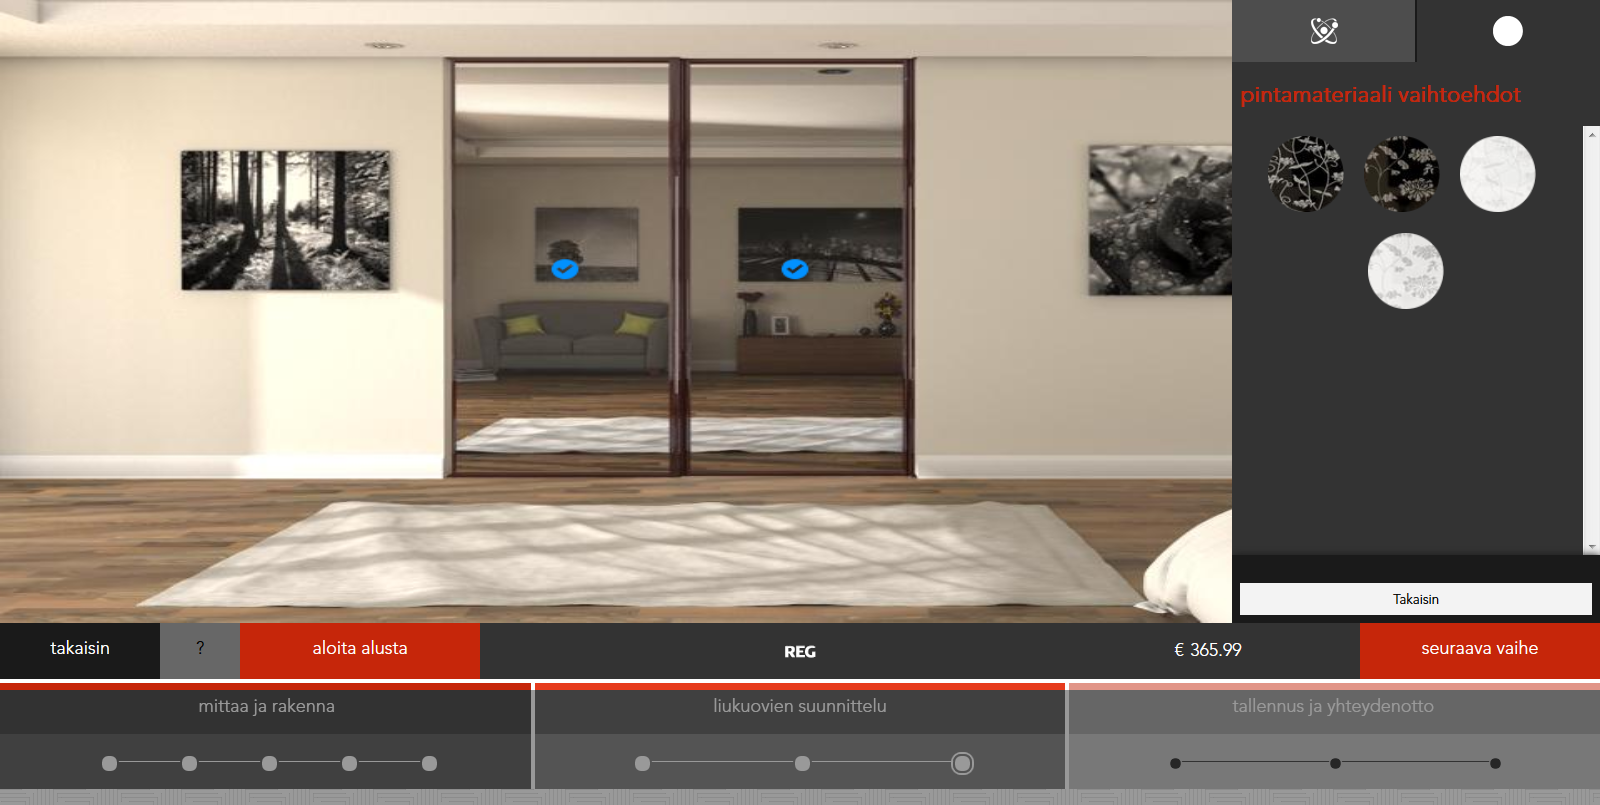 pintamateriaali vaihtoehdot
Takaisin
takaisin
?
aloita alusta
REG
€ 365.99
seuraava vaihe
mittaa ja rakenna
liukuovien suunnittelu
tallennus ja yhteydenotto